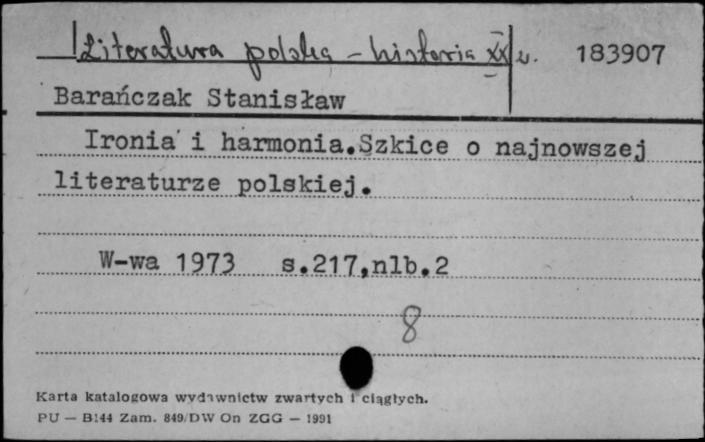 Literatura polska – historia XX w. 183907
Barańczak Stanisław
Ironia i harmonia.Szkice o najnowszej
literaturze polskiej.
W-wa 1973 s.217,nlb.2
8
Karta katalogowa wydawnictw zwartych i ciągłych.
PU — B144 Zam. 849/DW On ZGG — 1991